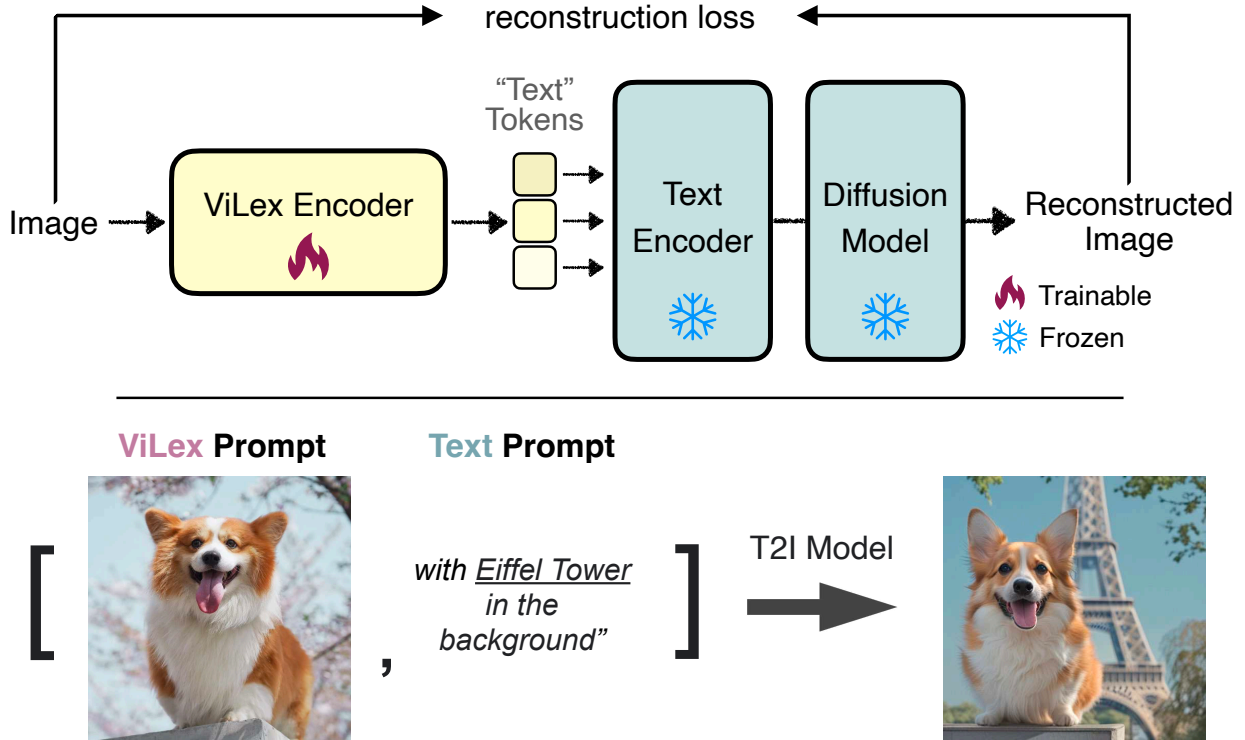 reconstruction loss
“Text”
Tokens
Image
ViLex Encoder
Text
Encoder
Diffusion
Model
Reconstructed
Image
Trainable
Frozen
ViLex Prompt
Text Prompt
[
with Eiffel Tower
in the
background”
,
]
T2I Model